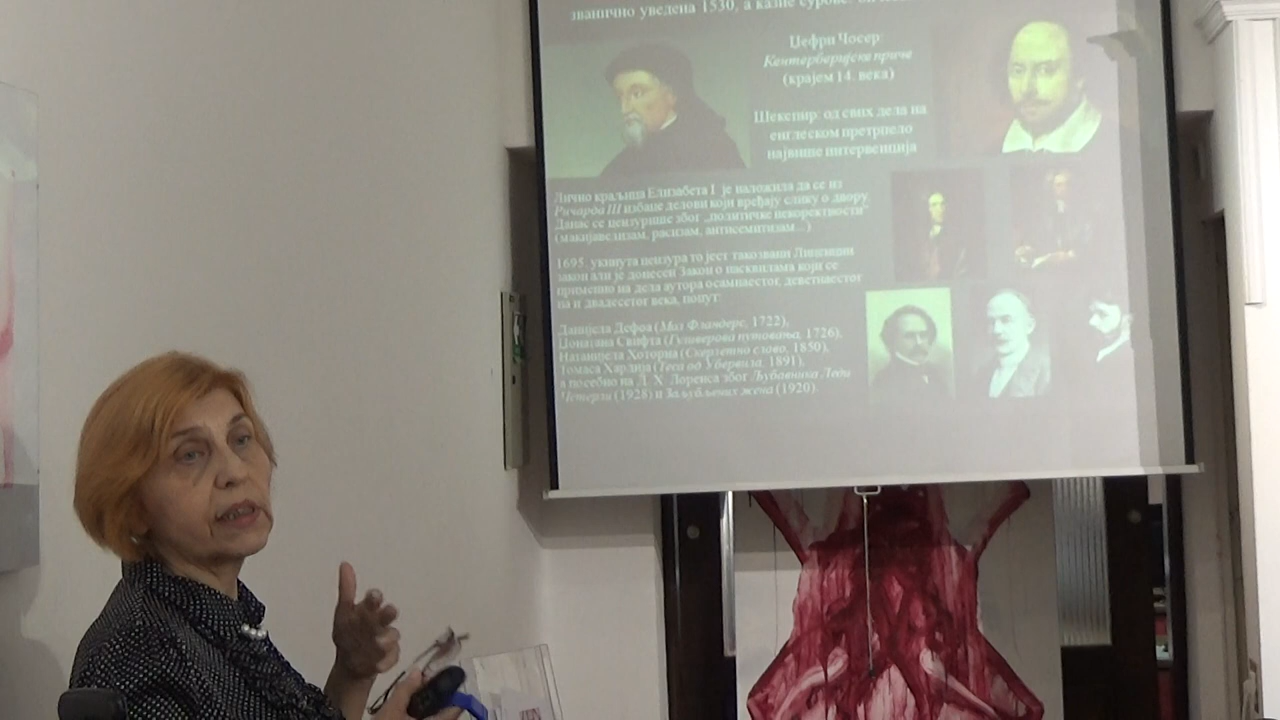 званично уведена 1530, а казне сурове:
Џефри Чосер:
Кентерберијске приче
(крајем 14. века)
Шекспир: од свих дела на
енглеском претрпело
највише интервенција
Лично краљица Елизабета I је наложила да се из
Ричарда III избаце делови који вређају слику о двору
Данас се цензурише због „политичке некоректности”
(макијавелизам, расизам, антисемитизам...)
1695. укинута цензура то јест такозвани Лиценцни
закон али је донесен Закон о пасквилама који се
примењује на дела аутора осамнаестог, деветнаестог
па и двадесетог века, попут:
Данијела Дефоа (Мол Фландерс, 1722),
Џонатана Свифта (Гуливерова путовања, 1726),
Натанијела Хоторна (Скерлетно слово, 1850),
Томаса Хардија (Теса од Убервила, 1891),
а посебно на Д. Х. Лоренса због Љубавника Леди
Четерли (1928) и Заљубљених жена (1920)